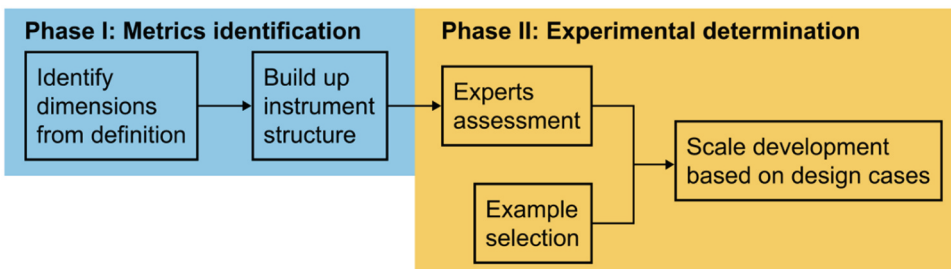 Phase I: Metrics identification
Identify
dimensions
from definition
Build up
instrument
structure
Phase II: Experimental determination
Experts
assessment
Example
selection
Scale development
based on design cases